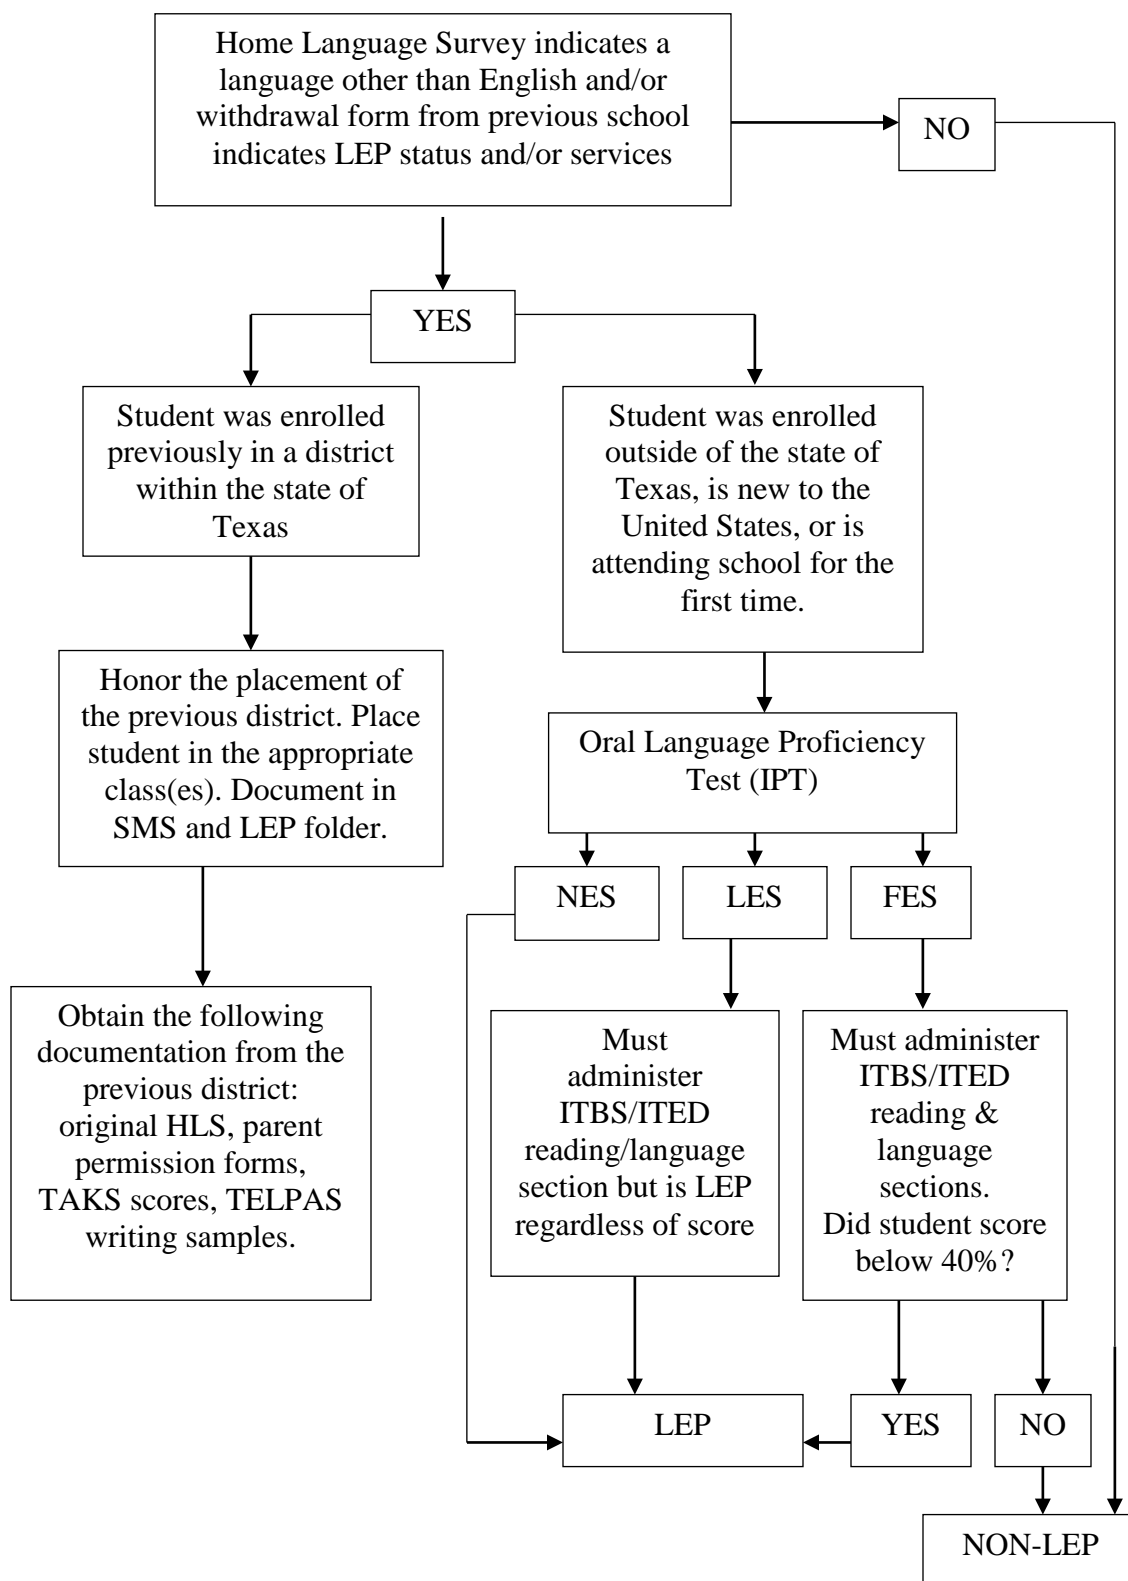 Home Language Survey indicates a
language other than English and/or
withdrawal form from previous school
indicates LEP status and/or services
NO
YES
Student was enrolled
previously in a district
within the state of
Texas
Student was enrolled
outside of the state of
Texas, is new to the
United States, or is
attending school for the
first time.
Honor the placement of
the previous district. Place
student in the appropriate
class(es). Document in
SMS and LEP folder.
Oral Language Proficiency
Test (IPT)
NES
LES
FES
Obtain the following
documentation from the
previous district:
original HLS, parent
permission forms,
TAKS scores, TELPAS
writing samples.
Must
administer
ITBS/ITED
reading/language
section but is LEP
regardless of score
Must administer
ITBS/ITED
reading &
language
sections.
Did student score
below 40%?
LEP
YES
NO
NON-LEP